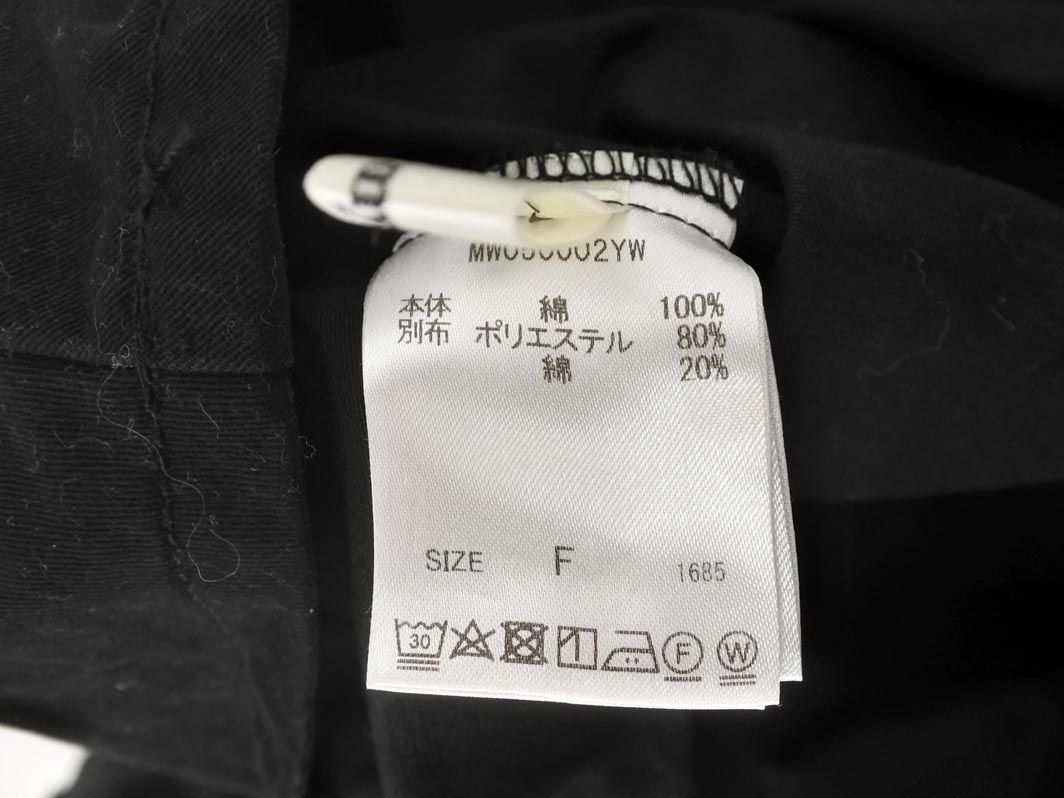 本体 綿 100%
別布 ポリエステル 80%
綿 20%
SIZE F 1685
30
F W